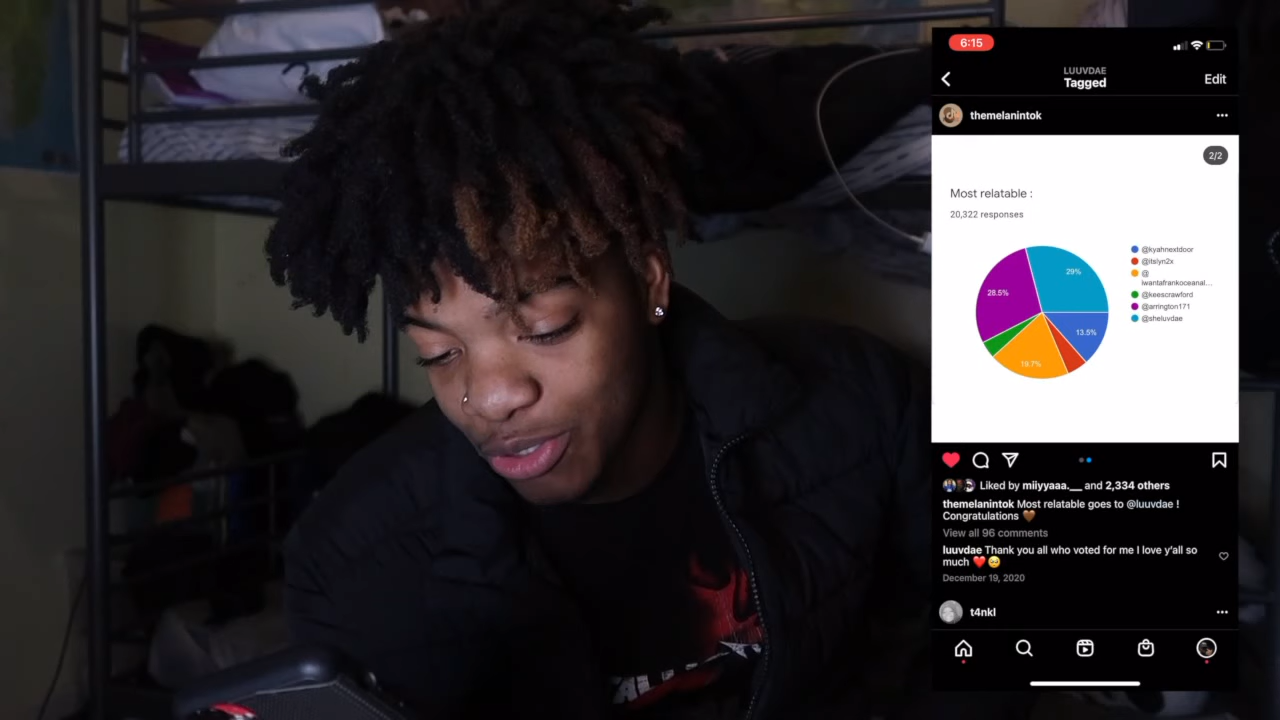 6:15
LUUVDAE
Tagged
Edit
themelanintok
2/2
Most relatable :
20,322 responses
29%
28.5%
13.5%
19.7%
@kyahnextdoor
@itslyn2x
@
iwantafrankoceanal...
@keescrawford
@arrington171
@sheluvdae
Liked by miiyyaaa.__ and 2,334 others
themelanintok Most relatable goes to @luuvdae !
Congratulations 🤎
View all 96 comments
luuvdae Thank you all who voted for me I love y'all so
much ❤️🥺
December 19, 2020
t4nkl